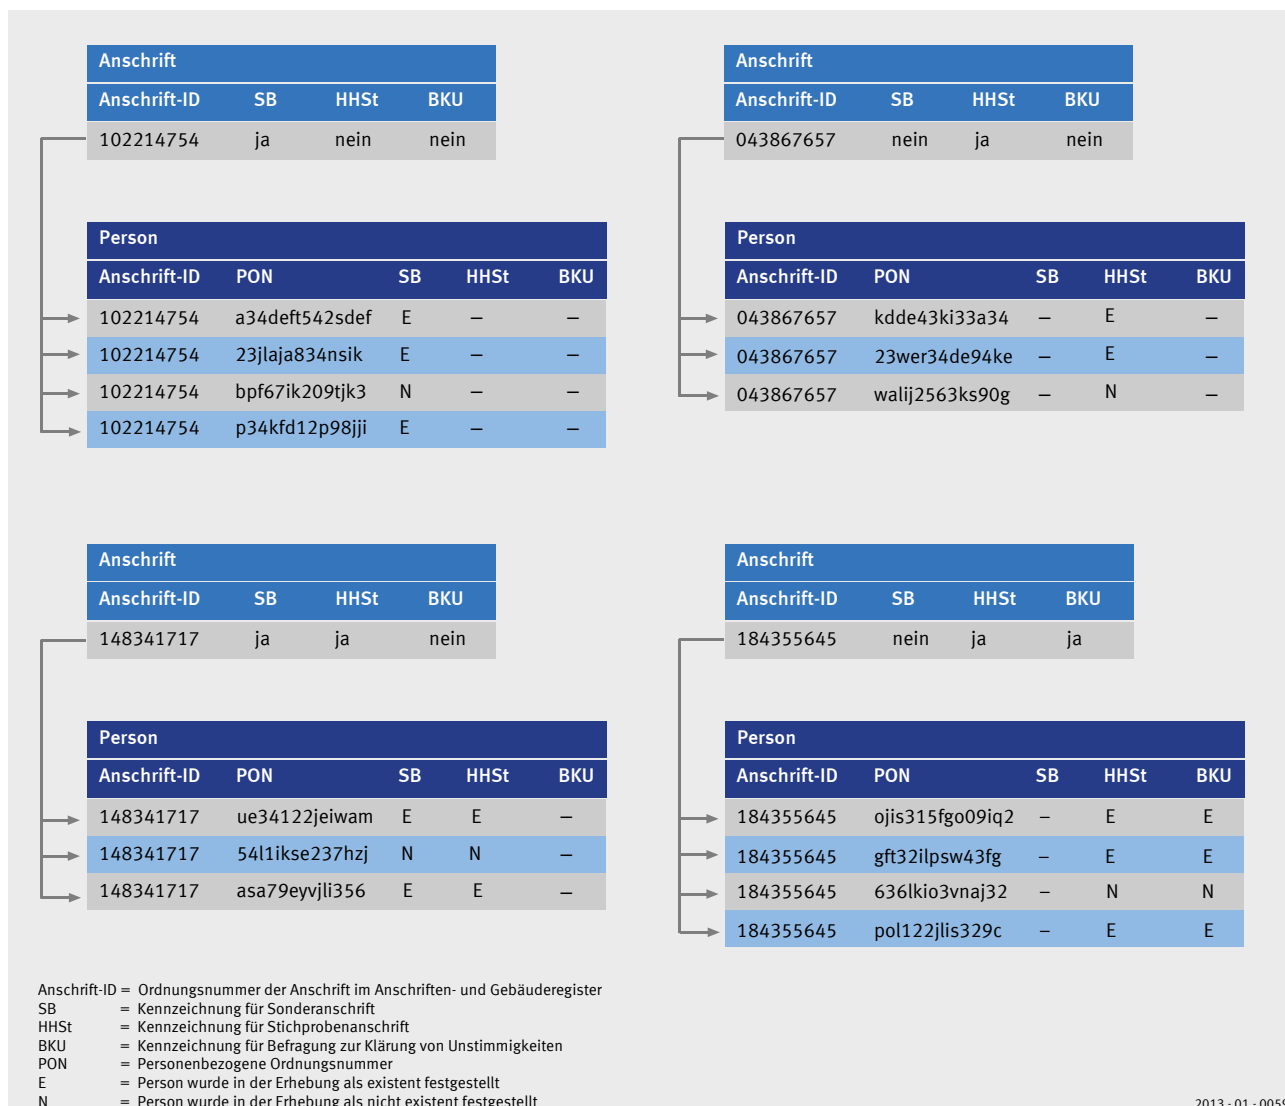 Anschrift
Anschrift-ID SB HHSt BKU
102214754 ja nein nein
Person
Anschrift-ID PON SB HHSt BKU
102214754 a34deft542sdef E – –
102214754 23jlaja834nsik E – –
102214754 bpf67ik209tjk3 N – –
102214754 p34kfd12p98jji E – –
Anschrift
Anschrift-ID SB HHSt BKU
043867657 nein ja nein
Person
Anschrift-ID PON SB HHSt BKU
043867657 kdde43ki33a34 – E –
043867657 23wer34de94ke – E –
043867657 walij2563ks90g – N –
Anschrift
Anschrift-ID SB HHSt BKU
148341717 ja ja nein
Person
Anschrift-ID PON SB HHSt BKU
148341717 ue34122jeiwam E E –
148341717 54l1ikse237hzj N N –
148341717 asa79eyvjli356 E E –
Anschrift
Anschrift-ID SB HHSt BKU
184355645 nein ja ja
Person
Anschrift-ID PON SB HHSt BKU
184355645 ojis315fgo09iq2 – E E
184355645 gft32ilpsw43fg – E E
184355645 636lkio3vnaj32 – N N
184355645 pol122jlis329c – E E
Anschrift-ID = Ordnungsnummer der Anschrift im Anschriften- und Gebäuderegister
SB = Kennzeichnung für Sonderanschrift
HHSt = Kennzeichnung für Stichprobenanschrift
BKU = Kennzeichnung für Befragung zur Klärung von Unstimmigkeiten
PON = Personenbezogene Ordnungsnummer
E = Person wurde in der Erhebung als existent festgestellt
N = Person wurde in der Erhebung als nicht existent festgestellt
2013 - 01 - 0059